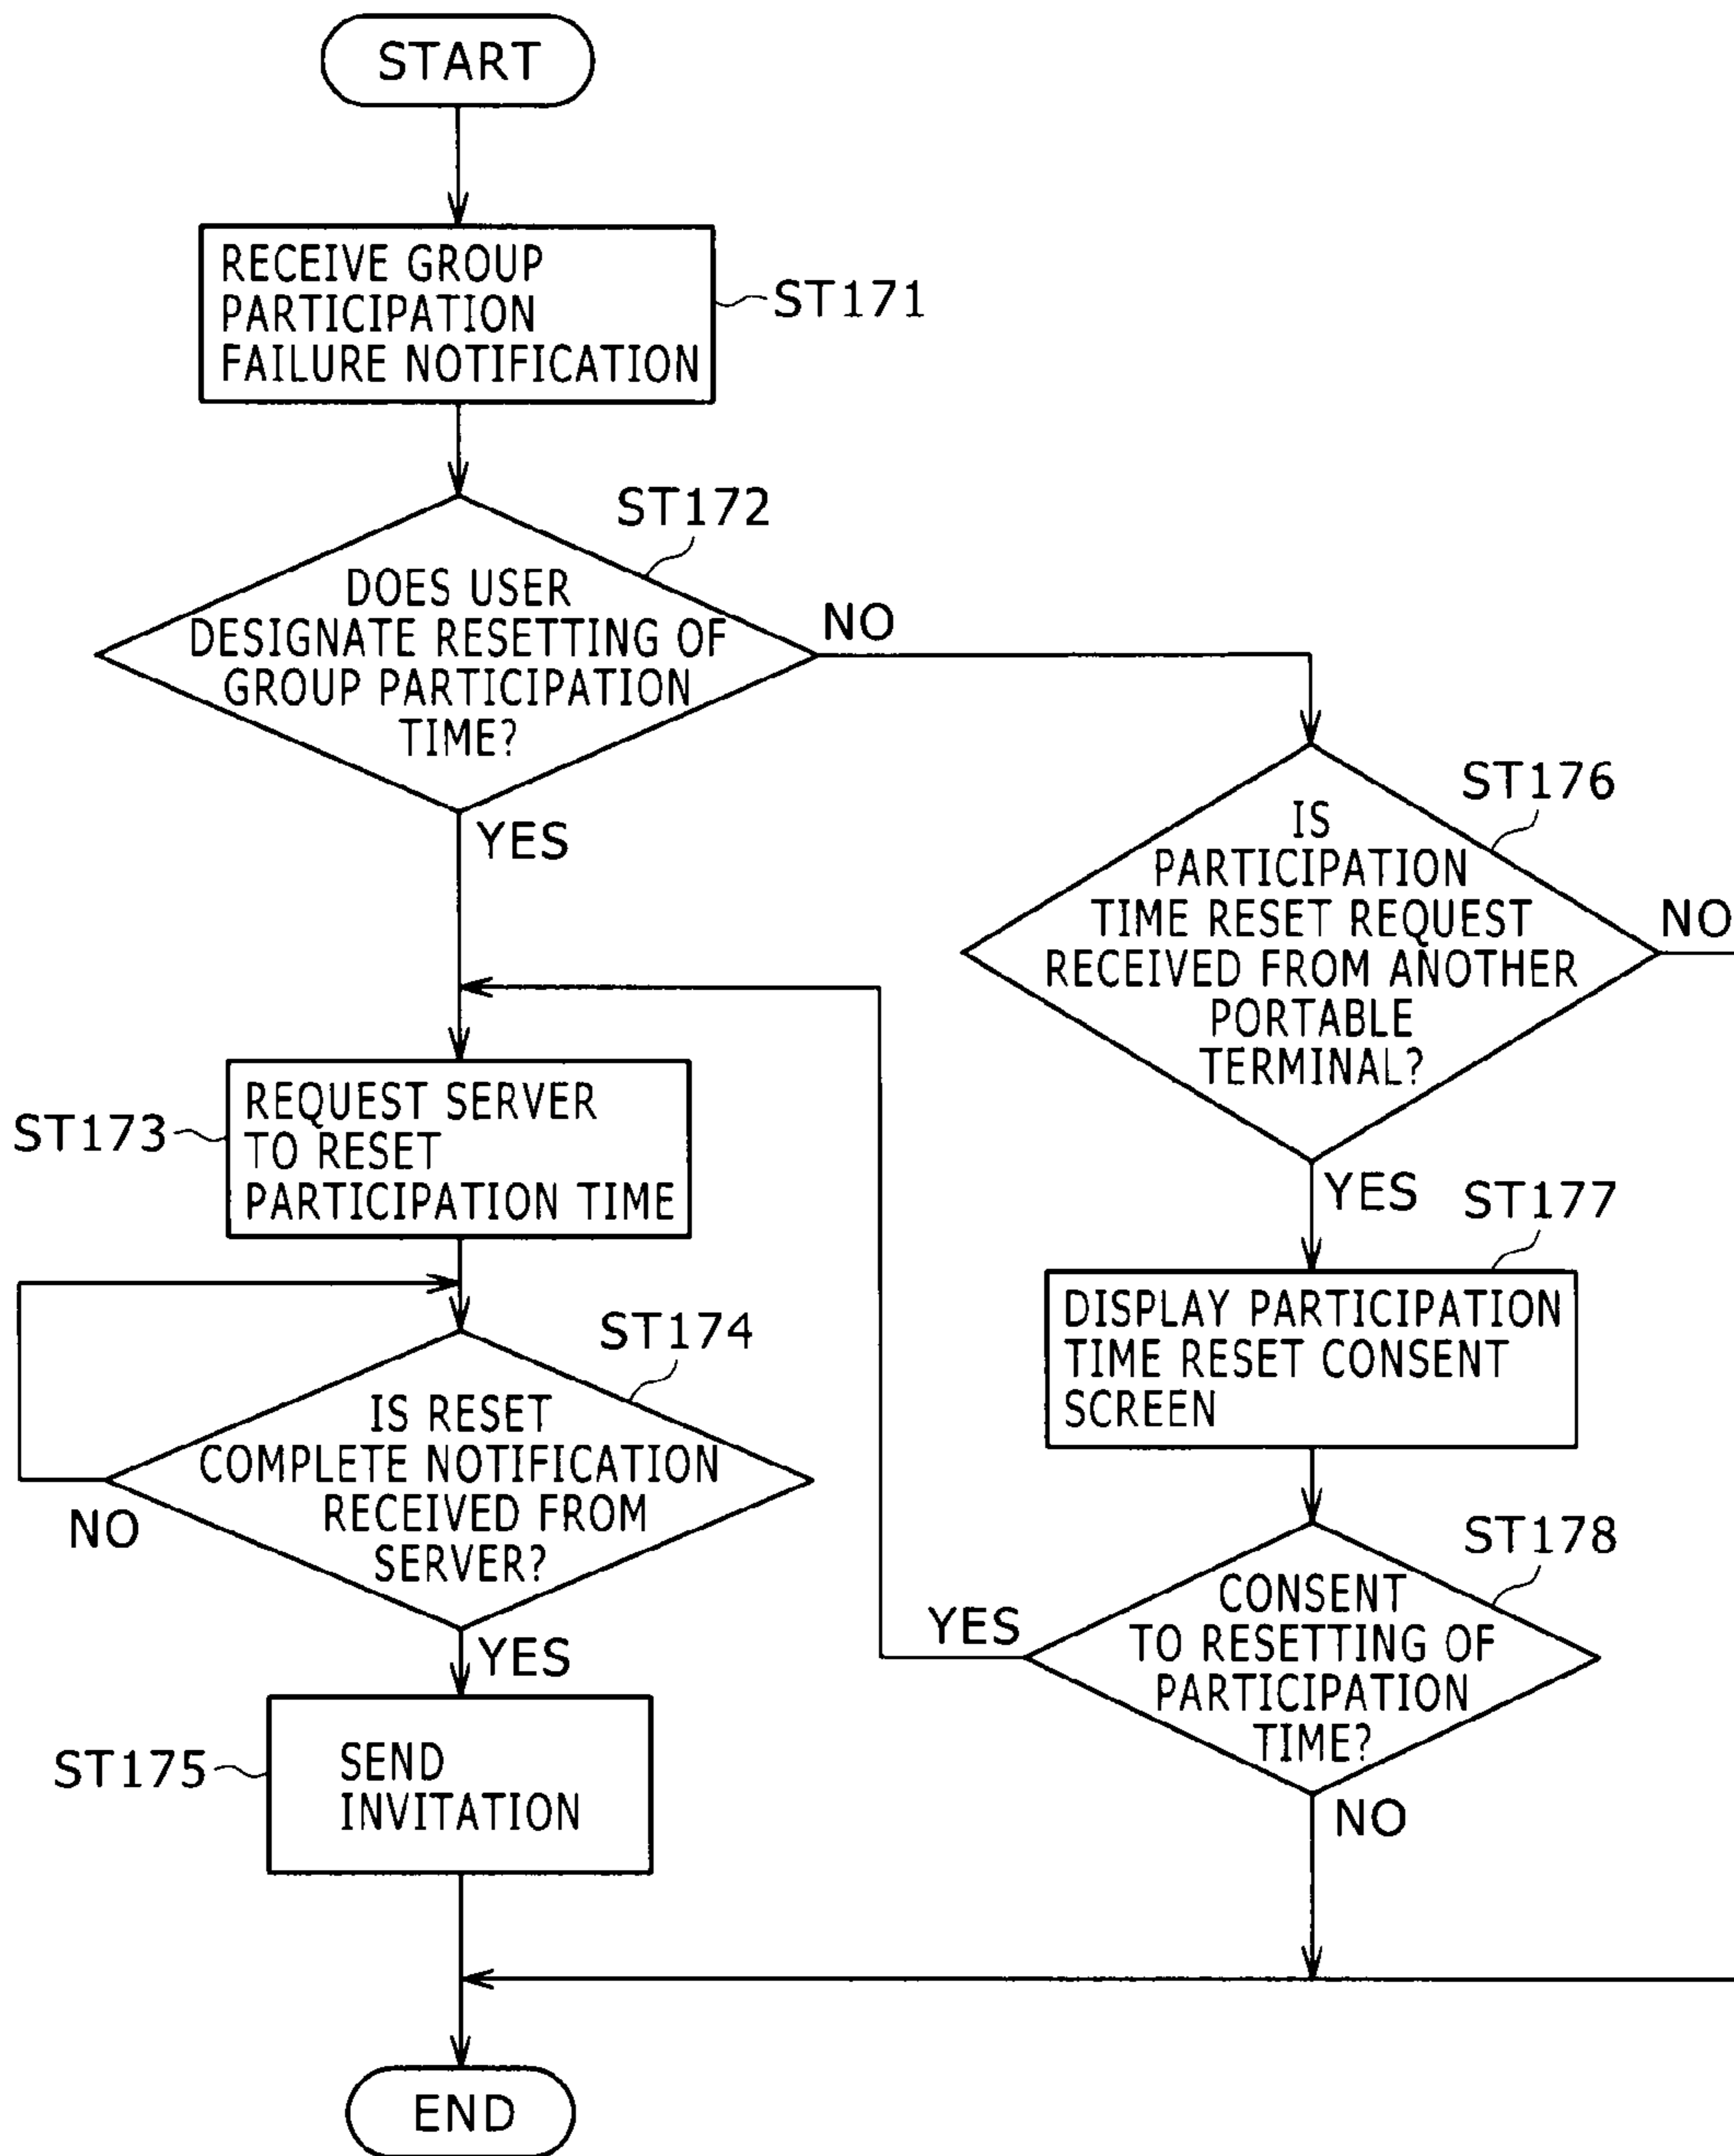 START
RECEIVE GROUP
PARTICIPATION
FAILURE NOTIFICATION
ST171
ST172
DOES USER
DESIGNATE RESETTING OF
GROUP PARTICIPATION
TIME?
NO
YES
ST176
IS
PARTICIPATION
TIME RESET REQUEST
RECEIVED FROM ANOTHER
PORTABLE
TERMINAL?
NO
YES
ST173
REQUEST SERVER
TO RESET
PARTICIPATION TIME
ST177
DISPLAY PARTICIPATION
TIME RESET CONSENT
SCREEN
ST174
IS RESET
COMPLETE NOTIFICATION
RECEIVED FROM
SERVER?
NO
YES
ST178
CONSENT
TO RESETTING OF
PARTICIPATION
TIME?
YES
NO
ST175
SEND
INVITATION
END